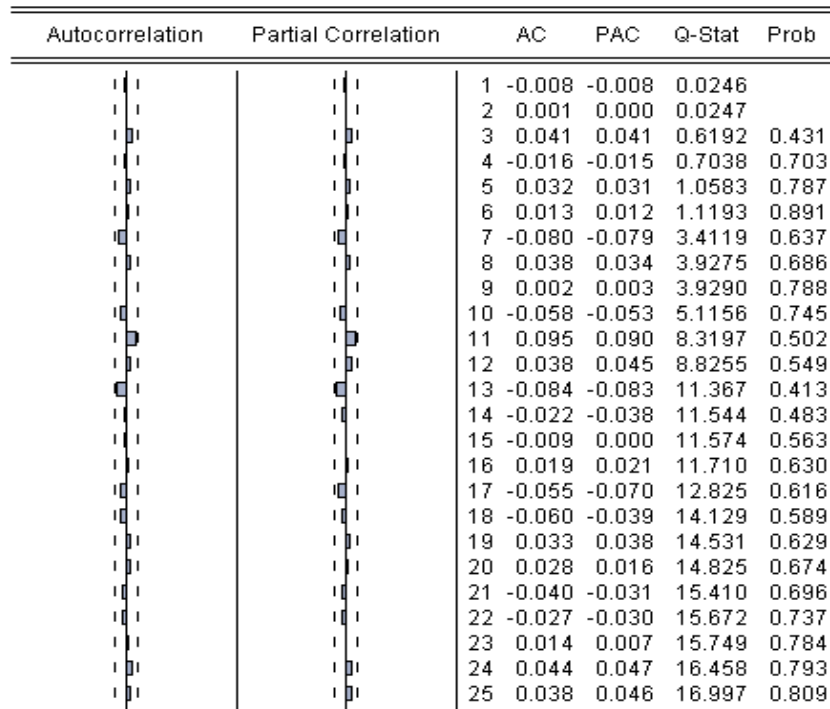 Autocorrelation Partial Correlation AC PAC Q-Stat Prob
1 -0.008 -0.008 0.0246
2 0.001 0.000 0.0247
3 0.041 0.041 0.6192 0.431
4 -0.016 -0.015 0.7038 0.703
5 0.032 0.031 1.0583 0.787
6 0.013 0.012 1.1193 0.891
7 -0.080 -0.079 3.4119 0.637
8 0.038 0.034 3.9275 0.686
9 0.002 0.003 3.9290 0.788
10 -0.058 -0.053 5.1156 0.745
11 0.095 0.090 8.3197 0.502
12 0.038 0.045 8.8255 0.549
13 -0.084 -0.083 11.367 0.413
14 -0.022 -0.038 11.544 0.483
15 -0.009 0.000 11.574 0.563
16 0.019 0.021 11.710 0.630
17 -0.055 -0.070 12.825 0.616
18 -0.060 -0.039 14.129 0.589
19 0.033 0.038 14.531 0.629
20 0.028 0.016 14.825 0.674
21 -0.040 -0.031 15.410 0.696
22 -0.027 -0.030 15.672 0.737
23 0.014 0.007 15.749 0.784
24 0.044 0.047 16.458 0.793
25 0.038 0.046 16.997 0.809